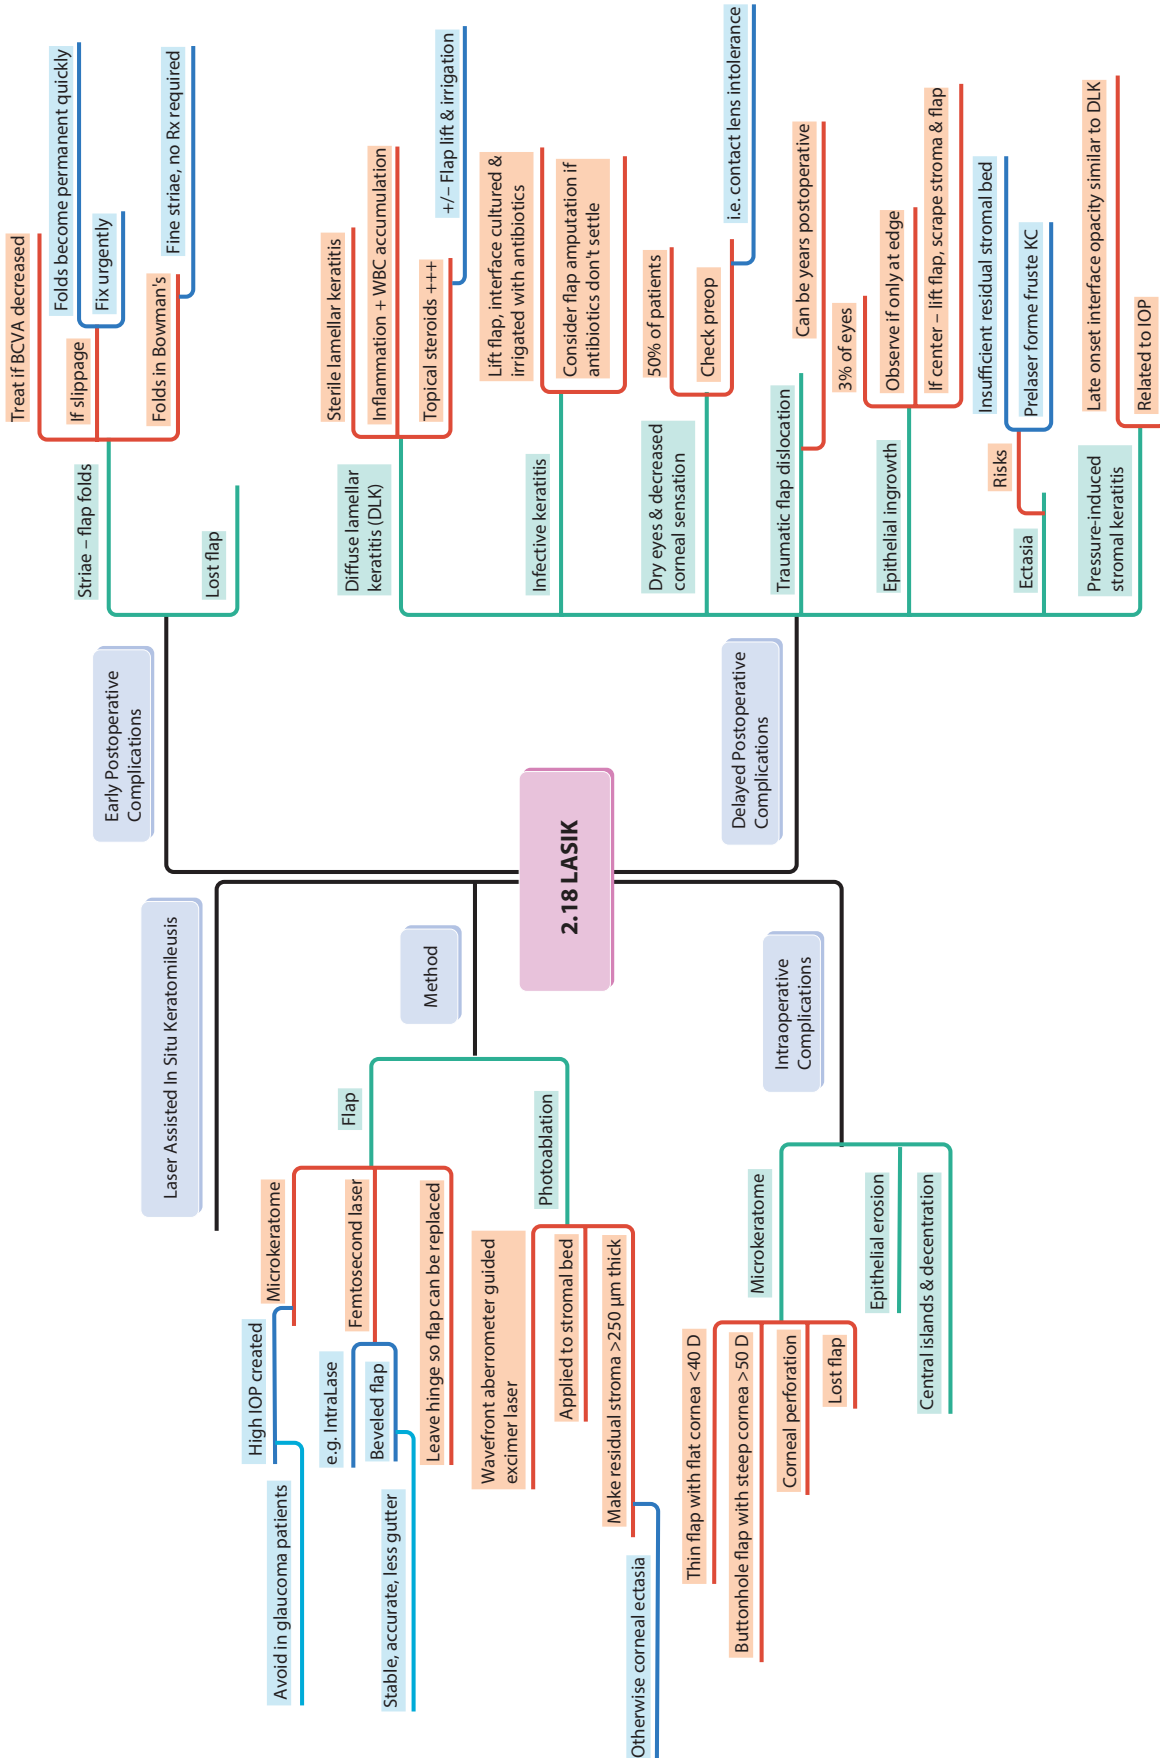 2.18 LASIK
Laser Assisted In Situ Keratomileusis
Method
Flap
Microkeratome
High IOP created
Avoid in glaucoma patients
Femtosecond laser
e.g. IntraLase
Beveled flap
Stable, accurate, less gutter
Leave hinge so flap can be replaced
Photoablation
Wavefront aberrometer guided
excimer laser
Applied to stromal bed
Make residual stroma >250 µm thick
Otherwise corneal ectasia
Intraoperative
Complications
Microkeratome
Thin flap with flat cornea <40 D
Buttonhole flap with steep cornea >50 D
Corneal perforation
Lost flap
Epithelial erosion
Central islands & decentration
Early Postoperative
Complications
Striae – flap folds
Treat if BCVA decreased
If slippage
Folds become permanent quickly
Fix urgently
Folds in Bowman's
Fine striae, no Rx required
Lost flap
Delayed Postoperative
Complications
Diffuse lamellar
keratitis (DLK)
Sterile lamellar keratitis
Inflammation + WBC accumulation
Topical steroids +++
+/– Flap lift & irrigation
Infective keratitis
Lift flap, interface cultured &
irrigated with antibiotics
Consider flap amputation if
antibiotics don't settle
Dry eyes & decreased
corneal sensation
50% of patients
Check preop
i.e. contact lens intolerance
Traumatic flap dislocation
Can be years postoperative
Epithelial ingrowth
3% of eyes
Observe if only at edge
If center – lift flap, scrape stroma & flap
Ectasia
Risks
Insufficient residual stromal bed
Prelaser forme fruste KC
Pressure-induced
stromal keratitis
Late onset interface opacity similar to DLK
Related to IOP